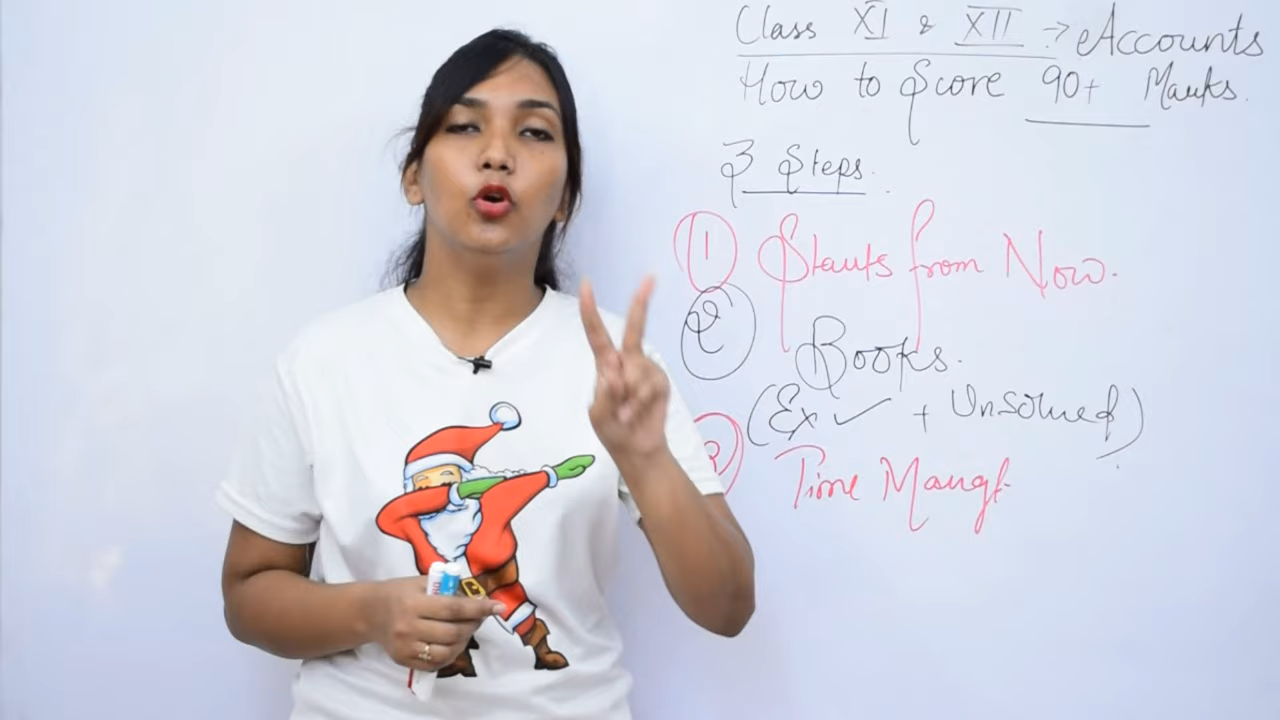 Class XI & XII :→ Accounts
How to Score 90+ Marks.
3 Steps.
① Starts from Now.
② Books.
(Ex ✓ + Unsolved)
③ Time Mangt.